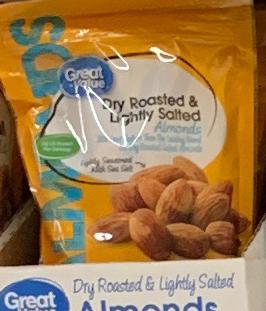 ALMONDS
Great
Value
Dry Roasted &
Lightly Salted
Almonds
Lightly Seasoned
With Sea Salt
Dry Roasted & Lightly Salted
Great
Almonds